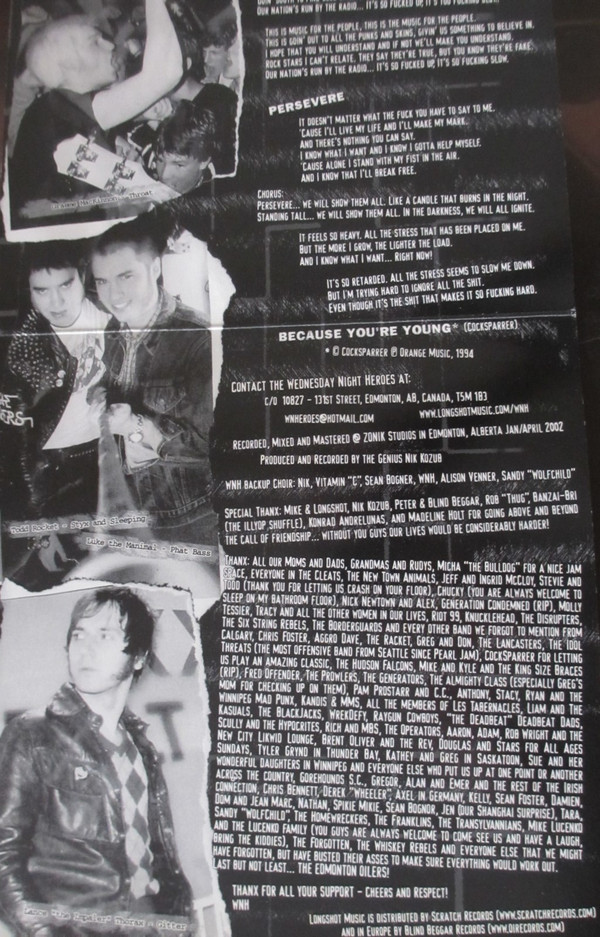 OUR NATION'S RUN BY THE RADIO... IT'S SO FUCKED UP, IT'S SO FUCKING SLOW.
THIS IS MUSIC FOR THE PEOPLE, THIS IS THE MUSIC FOR THE PEOPLE.
THIS IS GOIN' OUT TO ALL THE PUNKS AND SKINS, GIVIN' US SOMETHING TO BELIEVE IN.
I HOPE THAT YOU WILL UNDERSTAND AND IF NOT WE'LL MAKE YOU UNDERSTAND.
ROCK STARS I CAN'T RELATE. THEY SAY THEY'RE TRUE, BUT YOU KNOW THEY'RE FAKE.
OUR NATION'S RUN BY THE RADIO... IT'S SO FUCKED UP, IT'S SO FUCKING SLOW.
PERSEVERE
IT DOESN'T MATTER WHAT THE FUCK YOU HAVE TO SAY TO ME.
'CAUSE I'LL LIVE MY LIFE AND I'LL MAKE MY MARK.
AND THERE'S NOTHING YOU CAN SAY.
I KNOW WHAT I WANT AND I KNOW I GOTTA HELP MYSELF.
'CAUSE ALONE I STAND WITH MY FIST IN THE AIR.
AND I KNOW THAT I'LL BREAK FREE.
CHORUS:
PERSEVERE... WE WILL SHOW THEM ALL. LIKE A CANDLE THAT BURNS IN THE NIGHT.
STANDING TALL... WE WILL SHOW THEM ALL. IN THE DARKNESS, WE WILL ALL IGNITE.
IT FEELS SO HEAVY. ALL THE STRESS THAT HAS BEEN PLACED ON ME.
BUT THE MORE I GROW, THE LIGHTER THE LOAD.
AND I KNOW WHAT I WANT... RIGHT NOW!
IT'S SO RETARDED. ALL THE STRESS SEEMS TO SLOW ME DOWN.
BUT I'M TRYING HARD TO IGNORE ALL THE SHIT.
EVEN THOUGH IT'S THE SHIT THAT MAKES IT SO FUCKING HARD.
BECAUSE YOU'RE YOUNG* (COCKSPARRER)
* © COCKSPARRER ℗ ORANGE MUSIC, 1994
CONTACT THE WEDNESDAY NIGHT HEROES AT:
C/O 10827 - 131ST STREET, EDMONTON, AB, CANADA, T5M 1B3
WNHEROES@HOTMAIL.COM WWW.LONGSHOTMUSIC.COM/WNH
RECORDED, MIXED AND MASTERED @ ZONIK STUDIOS IN EDMONTON, ALBERTA JAN/APRIL 2002
PRODUCED AND RECORDED BY THE GENIUS NIK KOZUB
WNH BACKUP CHOIR: NIK, VITAMIN "C", SEAN BOGNER, WNH, ALISON VENNER, SANDY "WOLFCHILD"
SPECIAL THANX: MIKE & LONGSHOT, NIK KOZUB, PETER & BLIND BEGGAR, ROB "THUG", BANZAI-BRI
(THE ILLYOP SHUFFLE), KONRAD ANDRELUNAS, AND MADELINE HOLT FOR GOING ABOVE AND BEYOND
THE CALL OF FRIENDSHIP... WITHOUT YOU GUYS OUR LIVES WOULD BE CONSIDERABLY HARDER!
THANX: ALL OUR MOMS AND DADS, GRANDMAS AND RUDYS, MICHA "THE BULLDOG" FOR A NICE JAM
SPACE, EVERYONE IN THE CLEATS, THE NEW TOWN ANIMALS, JEFF AND INGRID MCCLOY, STEVIE AND
TODD (THANK YOU FOR LETTING US CRASH ON YOUR FLOOR), CHUCKY (YOU ARE ALWAYS WELCOME TO
SLEEP ON MY BATHROOM FLOOR), NICK NEWTOWN AND ALEX, GENERATION CONDEMNED (RIP), MOLLY
TESSIER, TRACY AND ALL THE OTHER WOMEN IN OUR LIVES, RIOT 99, KNUCKLEHEAD, THE DISRUPTERS,
THE SIX STRING REBELS, THE BORDERGUARDS AND EVERY OTHER BAND WE FORGOT TO MENTION FROM
CALGARY, CHRIS FOSTER, AGGRO DAVE, THE RACKET, GREG AND DON, THE LANCASTERS, THE IDOL
THREATS (THE MOST OFFENSIVE BAND FROM SEATTLE SINCE PEARL JAM), COCKSPARRER FOR LETTING
US PLAY AN AMAZING CLASSIC, THE HUDSON FALCONS, MIKE AND KYLE AND THE KING SIZE BRACES
(RIP), FRED OFFENDER, THE PROWLERS, THE GENERATORS, THE ALMIGHTY CLASS (ESPECIALLY GREG'S
MOM FOR CHECKING UP ON THEM), PAM PROSTARR AND C.C., ANTHONY, STACY, RYAN AND THE
WINNIPEG MAD PUNX, KANDIS & MMS, ALL THE MEMBERS OF LES TABERNACLES, LIAM AND THE
KASUALS, THE BLACKJACKS, WREKDEFY, RAYGUN COWBOYS, "THE DEADBEAT" DEADBEAT DADS,
SCULLY AND THE HYPOCRITES, RICH AND MBS, THE OPERATORS, AARON, ADAM, ROB WRIGHT AND THE
NEW CITY LIKWID LOUNGE, BRENT OLIVER AND THE REV, DOUGLAS AND STARS FOR ALL AGES
SUNDAYS, TYLER GRYND IN THUNDER BAY, KATHEY AND GREG IN SASKATOON, SUE AND HER
WONDERFUL DAUGHTERS IN WINNIPEG AND EVERYONE ELSE WHO PUT US UP AT ONE POINT OR ANOTHER
ACROSS THE COUNTRY, GOREHOUNDS S.C., GREGOR, ALAN AND EMER AND THE REST OF THE IRISH
CONNECTION, CHRIS BENNETT, DEREK "WHEELER", AXEL IN GERMANY, KELLY, SEAN FOSTER, DAMIEN,
DOM AND JEAN MARC, NATHAN, SPIKIE MIKIE, SEAN BOGNOR, JEN (OUR SHANGAI SURPRISE), TARA,
SANDY "WOLFCHILD", THE HOMEWRECKERS, THE FRANKLINS, THE TRANSYLVANNIANS, MIKE LUCENKO
AND THE LUCENKO FAMILY (YOU GUYS ARE ALWAYS WELCOME TO COME SEE US AND HAVE A LAUGH,
BRING THE KIDDIES), THE FORGOTTEN, THE WHISKEY REBELS AND EVERYONE ELSE THAT WE MIGHT
HAVE FORGOTTEN, BUT HAVE BUSTED THEIR ASSES TO MAKE SURE EVERYTHING WOULD WORK OUT.
LAST BUT NOT LEAST... THE EDMONTON OILERS!
THANX FOR ALL YOUR SUPPORT - CHEERS AND RESPECT!
WNH
LONGSHOT MUSIC IS DISTRIBUTED BY SCRATCH RECORDS (WWW.SCRATCHRECORDS.COM)
AND IN EUROPE BY BLIND BEGGAR RECORDS (WWW.DIRECORDS.COM)
Graeme MacKinnon - Throat
Todd Rocket - Styx and Sleeping
Luke the Manimal - Phat Bass
Lance "the Impaler" Thomas - Gitter